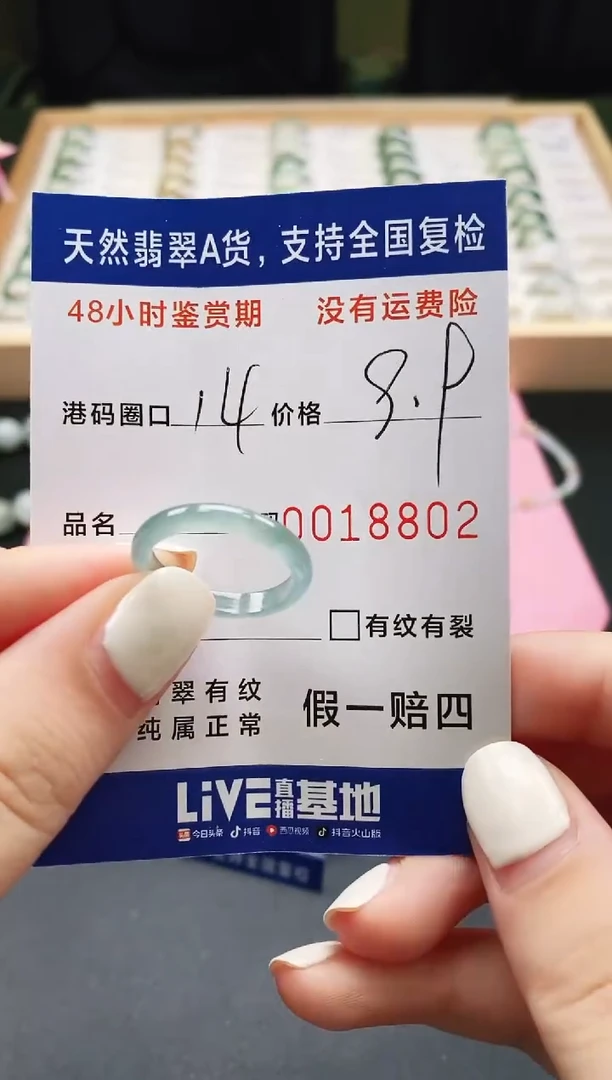 天然翡翠A货，支持全国复检
48小时鉴赏期 没有运费险
港码圈口 14 价格 8.P
品名 0018802
有纹有裂
翠有纹
纯属正常
假一赔四
LiVE直播基地
今日头条 抖音 西瓜视频 抖音火山版